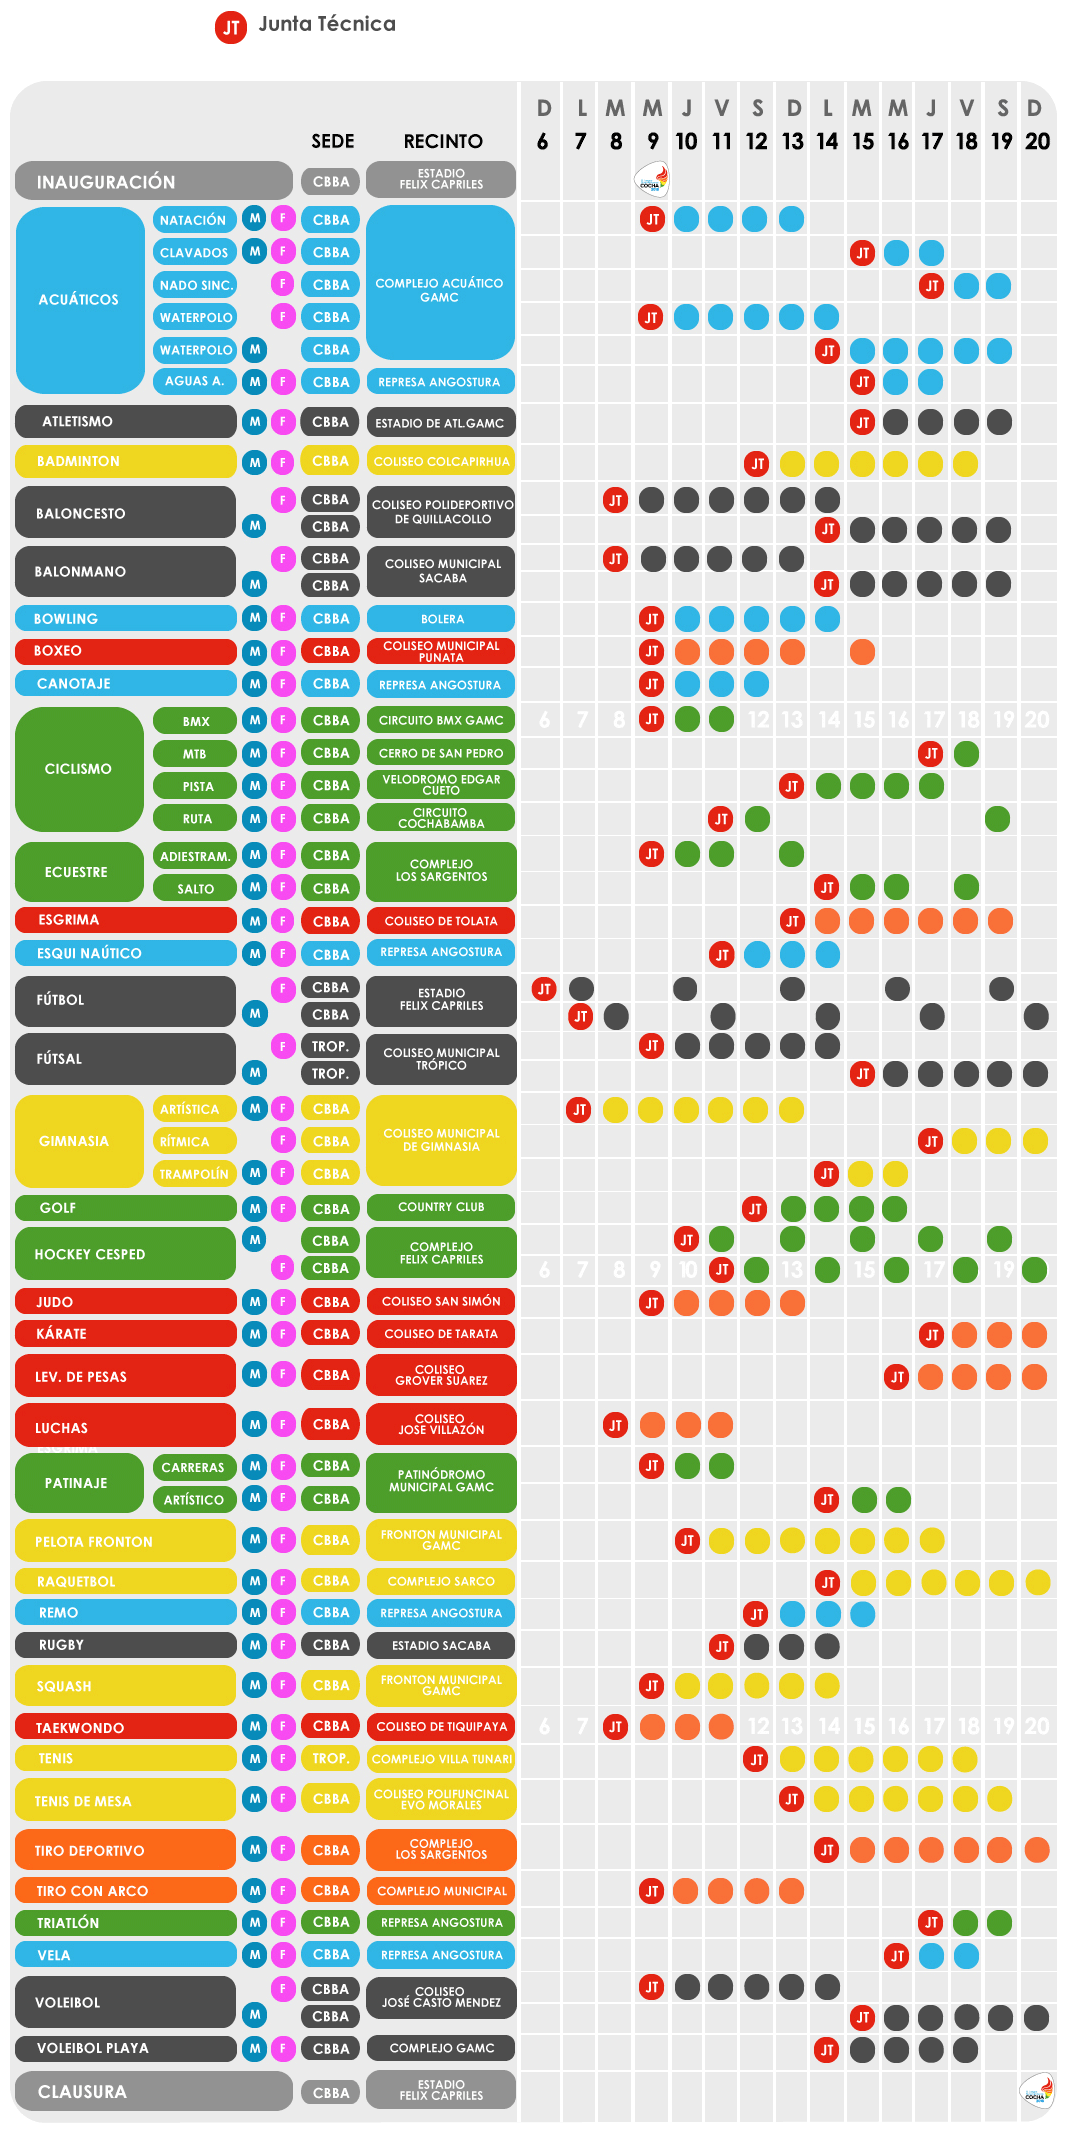 JT Junta Técnica
D L M M J V S D L M M J V S D
SEDE RECINTO 6 7 8 9 10 11 12 13 14 15 16 17 18 19 20
INAUGURACIÓN CBBA ESTADIO
FELIX CAPRILES
COCHA
ACUÁTICOS
NATACIÓN M F CBBA JT
CLAVADOS M F CBBA JT
NADO SINC. F CBBA JT
COMPLEJO ACUÁTICO
GAMC
WATERPOLO F CBBA JT
WATERPOLO M CBBA JT
AGUAS A. M F CBBA REPRESA ANGOSTURA JT
ATLETISMO M F CBBA ESTADIO DE ATL.GAMC JT
BADMINTON M F CBBA COLISEO COLCAPIRHUA JT
BALONCESTO F CBBA COLISEO POLIDEPORTIVO JT
M CBBA DE QUILLACOLLO JT
BALONMANO F CBBA COLISEO MUNICIPAL JT
M CBBA SACABA JT
BOWLING M F CBBA BOLERA JT
BOXEO M F CBBA COLISEO MUNICIPAL JT
PUNATA
CANOTAJE M F CBBA REPRESA ANGOSTURA JT
CICLISMO
BMX M F CBBA CIRCUITO BMX GAMC 6 7 8 JT 12 13 14 15 16 17 18 19 20
MTB M F CBBA CERRO DE SAN PEDRO JT
PISTA M F CBBA VELODROMO EDGAR JT
CUETO
RUTA M F CBBA CIRCUITO JT
COCHABAMBA
ECUESTRE
ADIESTRAM. M F CBBA COMPLEJO JT
SALTO M F CBBA LOS SARGENTOS JT
ESGRIMA M F CBBA COLISEO DE TOLATA JT
ESQUI NAÚTICO M F CBBA REPRESA ANGOSTURA JT
FÚTBOL F CBBA ESTADIO JT
M CBBA FELIX CAPRILES JT
FÚTSAL F TROP. COLISEO MUNICIPAL JT
M TROP. TRÓPICO JT
GIMNASIA
ARTÍSTICA M F CBBA JT
RÍTMICA F CBBA COLISEO MUNICIPAL JT
DE GIMNASIA
TRAMPOLÍN M F CBBA JT
GOLF M F CBBA COUNTRY CLUB JT
HOCKEY CESPED M CBBA COMPLEJO JT
F CBBA FELIX CAPRILES 6 7 8 9 10 JT 13 15 17 19
JUDO M F CBBA COLISEO SAN SIMÓN JT
KÁRATE M F CBBA COLISEO DE TARATA JT
LEV. DE PESAS M F CBBA COLISEO JT
GROVER SUAREZ
LUCHAS M F CBBA COLISEO JT
JOSE VILLAZÓN
ESGRIMA
PATINAJE
CARRERAS M F CBBA PATINÓDROMO JT
ARTÍSTICO M F CBBA MUNICIPAL GAMC JT
PELOTA FRONTON M F CBBA FRONTON MUNICIPAL JT
GAMC
RAQUETBOL M F CBBA COMPLEJO SARCO JT
REMO M F CBBA REPRESA ANGOSTURA JT
RUGBY M F CBBA ESTADIO SACABA JT
SQUASH M F CBBA FRONTON MUNICIPAL JT
GAMC
TAEKWONDO M F CBBA COLISEO DE TIQUIPAYA 6 7 JT 12 13 14 15 16 17 18 19 20
TENIS M F TROP. COMPLEJO VILLA TUNARI JT
TENIS DE MESA M F CBBA COLISEO POLIFUNCINAL JT
EVO MORALES
TIRO DEPORTIVO M F CBBA COMPLEJO JT
LOS SARGENTOS
TIRO CON ARCO M F CBBA COMPLEJO MUNICIPAL JT
TRIATLÓN M F CBBA REPRESA ANGOSTURA JT
VELA M F CBBA REPRESA ANGOSTURA JT
VOLEIBOL F CBBA COLISEO JT
JOSÉ CASTO MENDEZ
M CBBA JT
VOLEIBOL PLAYA M F CBBA COMPLEJO GAMC JT
CLAUSURA CBBA ESTADIO
FELIX CAPRILES
COCHA